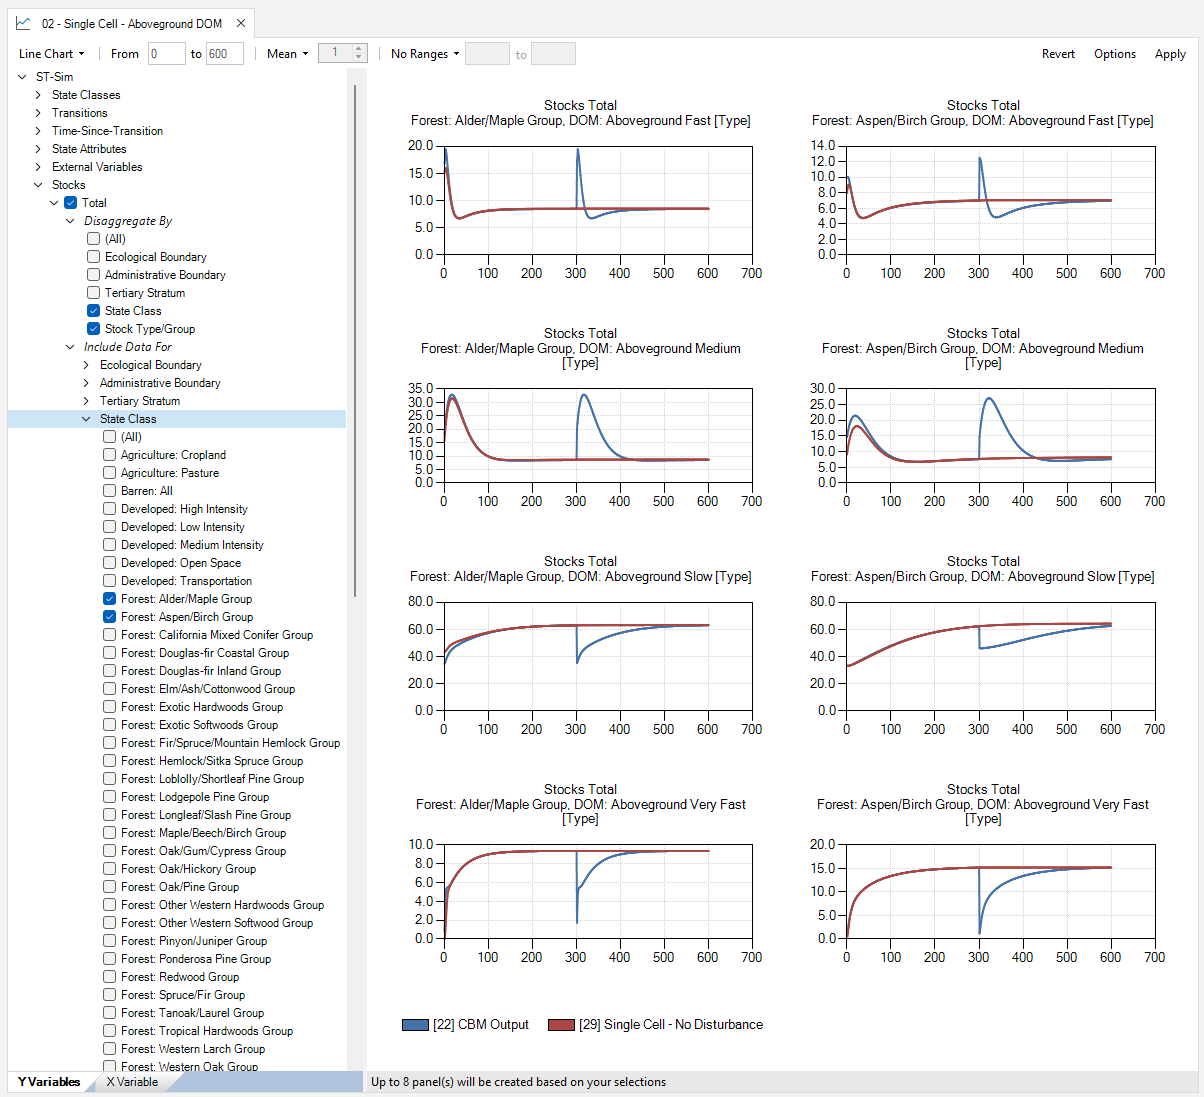 02 - Single Cell - Aboveground DOM
Line Chart From 0 to 600 Mean 1 No Ranges to Revert Options Apply
ST-Sim
State Classes
Transitions
Time-Since-Transition
State Attributes
External Variables
Stocks
Total
Disaggregate By
(All)
Ecological Boundary
Administrative Boundary
Tertiary Stratum
State Class
Stock Type/Group
Include Data For
Ecological Boundary
Administrative Boundary
Tertiary Stratum
State Class
(All)
Agriculture: Cropland
Agriculture: Pasture
Barren: All
Developed: High Intensity
Developed: Low Intensity
Developed: Medium Intensity
Developed: Open Space
Developed: Transportation
Forest: Alder/Maple Group
Forest: Aspen/Birch Group
Forest: California Mixed Conifer Group
Forest: Douglas-fir Coastal Group
Forest: Douglas-fir Inland Group
Forest: Elm/Ash/Cottonwood Group
Forest: Exotic Hardwoods Group
Forest: Exotic Softwoods Group
Forest: Fir/Spruce/Mountain Hemlock Group
Forest: Hemlock/Sitka Spruce Group
Forest: Loblolly/Shortleaf Pine Group
Forest: Lodgepole Pine Group
Forest: Longleaf/Slash Pine Group
Forest: Maple/Beech/Birch Group
Forest: Oak/Gum/Cypress Group
Forest: Oak/Hickory Group
Forest: Oak/Pine Group
Forest: Other Western Hardwoods Group
Forest: Other Western Softwood Group
Forest: Pinyon/Juniper Group
Forest: Ponderosa Pine Group
Forest: Redwood Group
Forest: Spruce/Fir Group
Forest: Tanoak/Laurel Group
Forest: Tropical Hardwoods Group
Forest: Western Larch Group
Forest: Western Oak Group
Y Variables X Variable
Stocks Total
Forest: Alder/Maple Group, DOM: Aboveground Fast [Type]
20.0
15.0
10.0
5.0
0.0
0 100 200 300 400 500 600 700
Stocks Total
Forest: Aspen/Birch Group, DOM: Aboveground Fast [Type]
14.0
12.0
10.0
8.0
6.0
4.0
2.0
0.0
0 100 200 300 400 500 600 700
Stocks Total
Forest: Alder/Maple Group, DOM: Aboveground Medium
[Type]
35.0
30.0
25.0
20.0
15.0
10.0
5.0
0.0
0 100 200 300 400 500 600 700
Stocks Total
Forest: Aspen/Birch Group, DOM: Aboveground Medium
[Type]
30.0
25.0
20.0
15.0
10.0
5.0
0.0
0 100 200 300 400 500 600 700
Stocks Total
Forest: Alder/Maple Group, DOM: Aboveground Slow [Type]
80.0
60.0
40.0
20.0
0.0
0 100 200 300 400 500 600 700
Stocks Total
Forest: Aspen/Birch Group, DOM: Aboveground Slow [Type]
80.0
60.0
40.0
20.0
0.0
0 100 200 300 400 500 600 700
Stocks Total
Forest: Alder/Maple Group, DOM: Aboveground Very Fast
[Type]
10.0
8.0
6.0
4.0
2.0
0.0
0 100 200 300 400 500 600 700
Stocks Total
Forest: Aspen/Birch Group, DOM: Aboveground Very Fast
[Type]
20.0
15.0
10.0
5.0
0.0
0 100 200 300 400 500 600 700
[22] CBM Output [29] Single Cell - No Disturbance
Up to 8 panel(s) will be created based on your selections